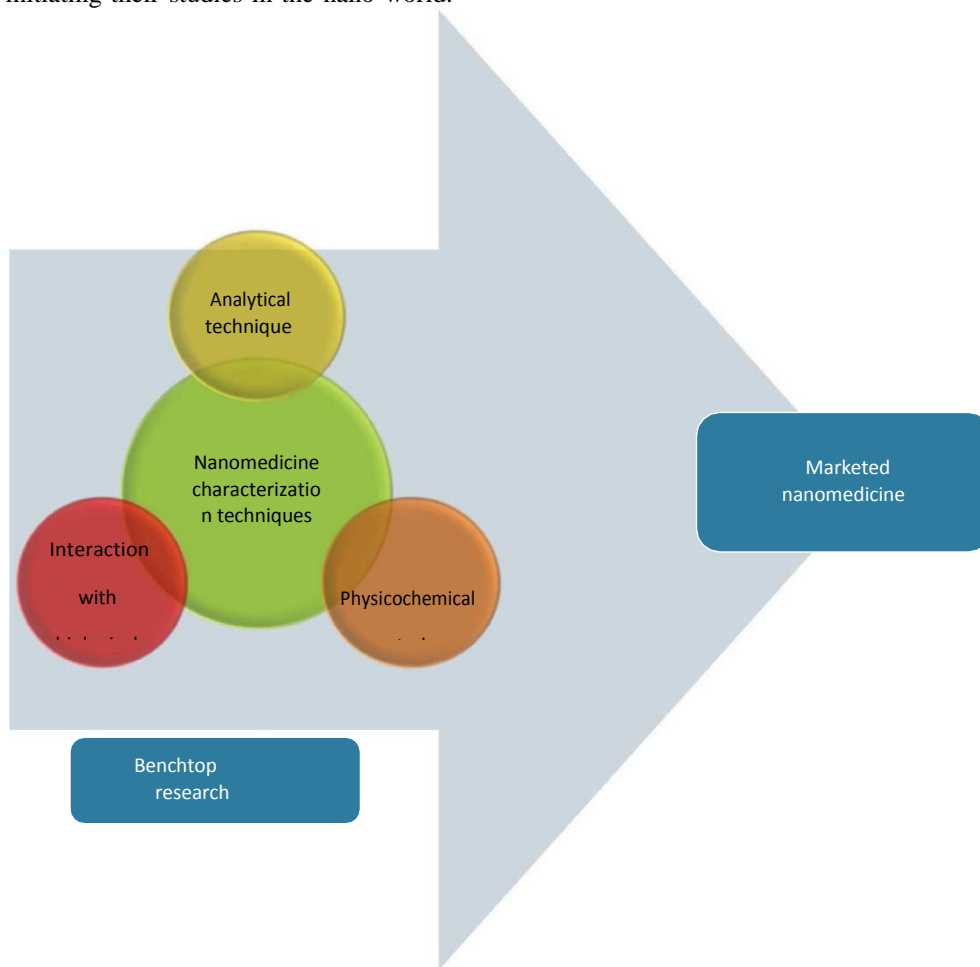 initiating their studies in the nano world.
Analytical
technique
Nanomedicine
characterizatio
n techniques
Interaction
with
Physicochemical
Marketed
nanomedicine
Benchtop
research